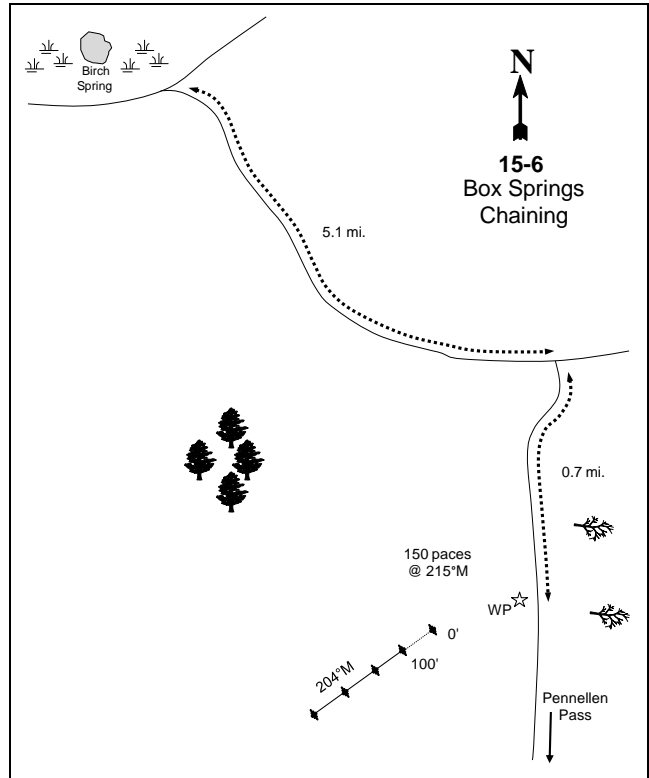 Birch
Spring
N
15-6
Box Springs
Chaining
5.1 mi.
0.7 mi.
150 paces
@ 215°M
WP
0'
100'
204°M
Pennellen
Pass